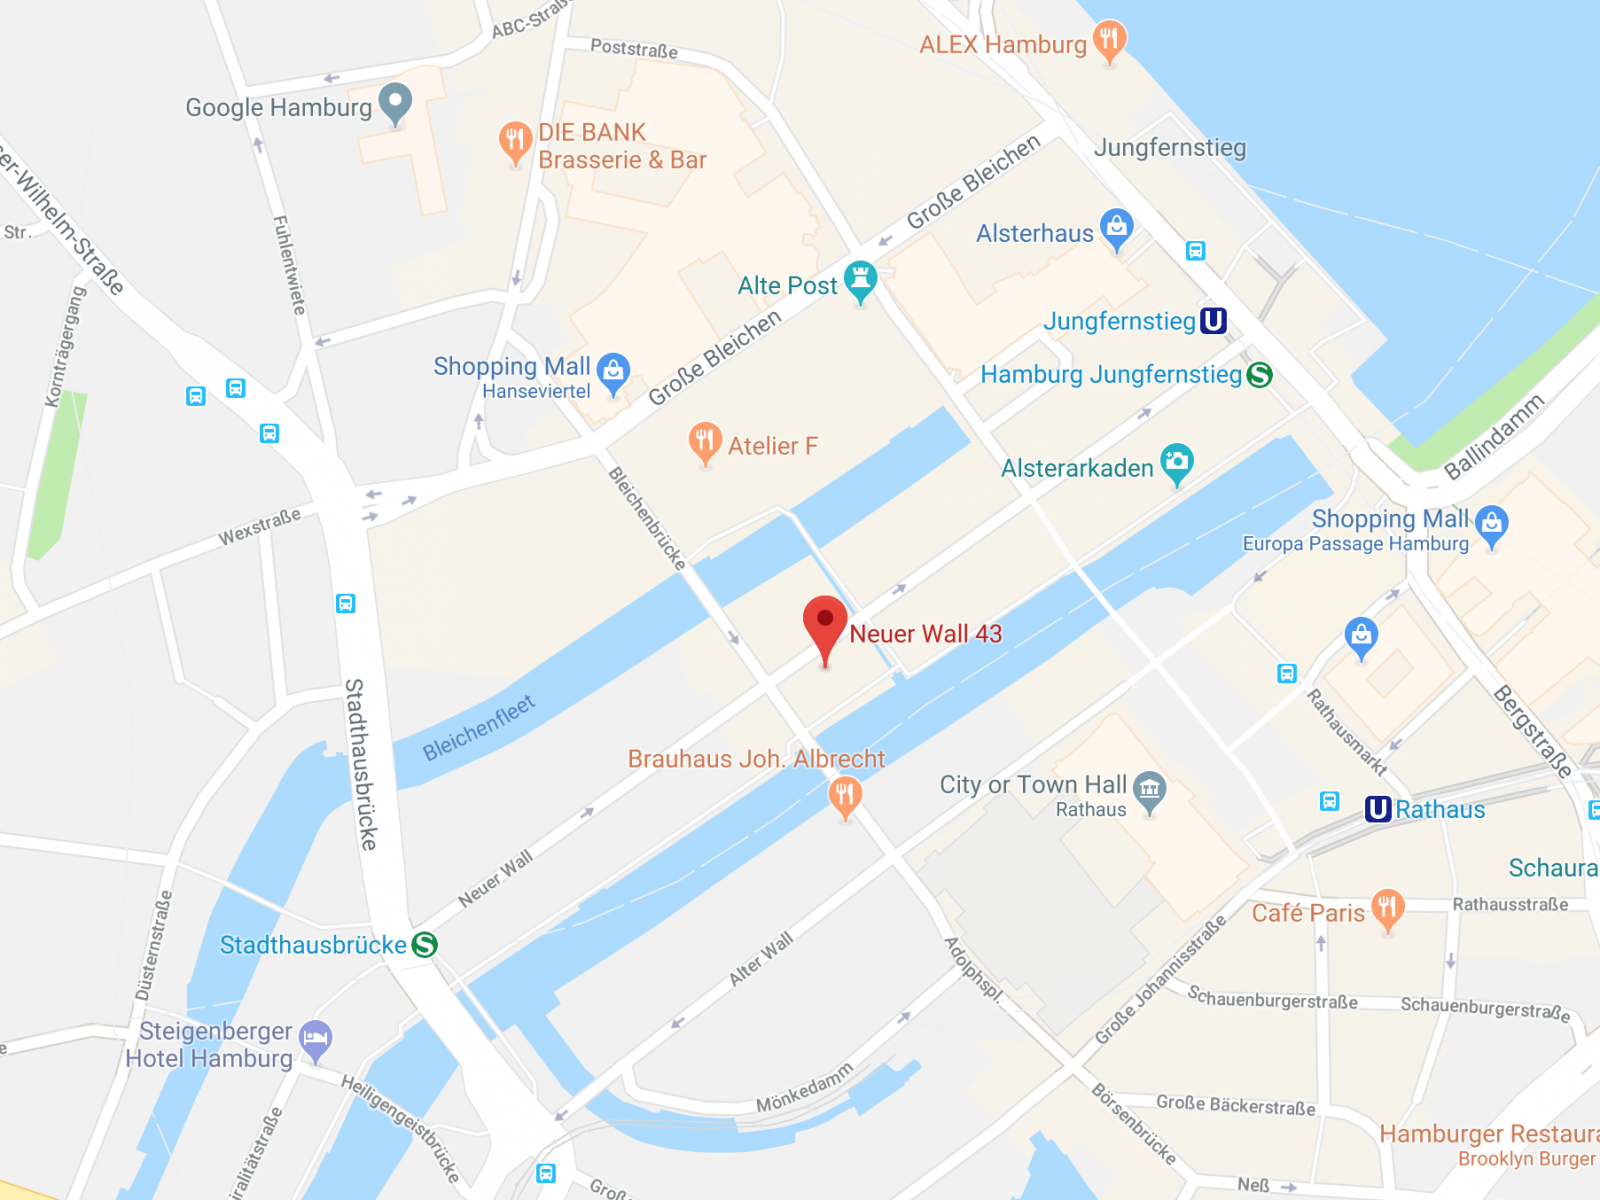 ABC-Straß
Poststraße
ALEX Hamburg
Google Hamburg
DIE BANK
Brasserie & Bar
Jungfernstieg
Große Bleichen
er-Wilhelm-Straße
Str.
Fuhlentwiete
Alsterhaus
Alte Post
Kornträgergang
Jungfernstieg
U
Große Bleichen
Shopping Mall
Hanseviertel
Hamburg Jungfernstieg
S
Ballindamm
Atelier F
Alsterarkaden
Bleichenbrücke
Wexstraße
Shopping Mall
Europa Passage Hamburg
Neuer Wall 43
Stadthausbrücke
Bleichenfleet
Rathausmarkt
Bergstraße
Brauhaus Joh. Albrecht
City or Town Hall
Rathaus
U
Rathaus
Neuer Wall
Schaura
Düsternstraße
Café Paris
Rathausstraße
Stadthausbrücke
S
Alter Wall
Adolphspl.
Große Johannisstraße
Schauenburgerstraße
Schauenburgerstraße
Steigenberger
Hotel Hamburg
e
Heiligengeistbrücke
Mönkedamm
Börsenbrücke
Große Bäckerstraße
iralitätstraße
Hamburger Restaura
Brooklyn Burger
Große
Neß